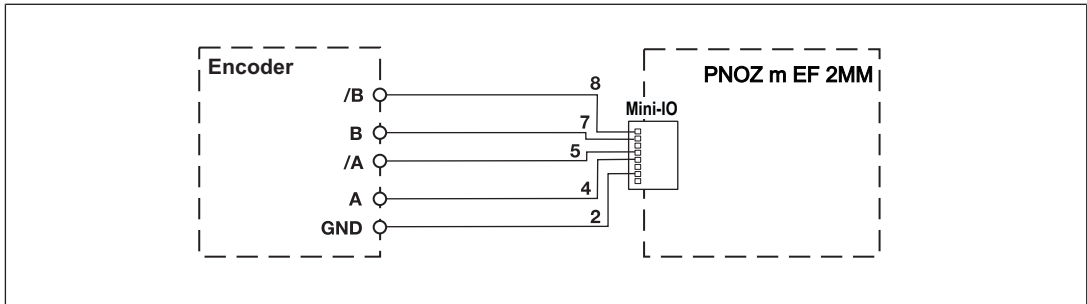 Encoder
PNOZ m EF 2MM
/B
8
Mini-IO
B
7
/A
5
A
4
GND
2